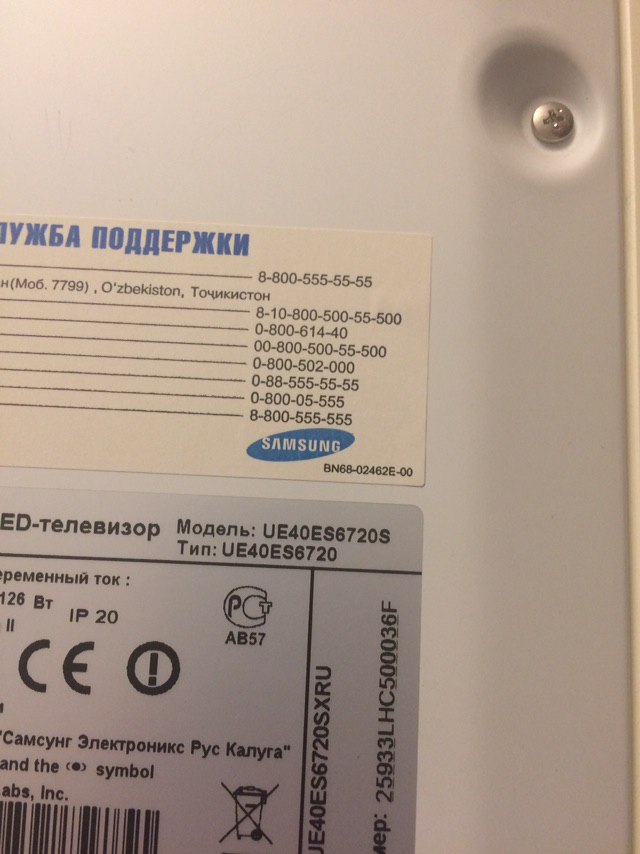 ЛУЖБА ПОДДЕРЖКИ
8-800-555-55-55
н(Моб. 7799) , O'zbekiston, Тоҷикистон
8-10-800-500-55-500
0-800-614-40
00-800-500-55-500
0-800-502-000
0-88-555-55-55
0-800-05-555
8-800-555-555
SAMSUNG
BN68-02462E-00
ED-телевизор Модель: UE40ES6720S
Тип: UE40ES6720
еременный ток :
126 Вт IP 20
II
РСТ
АВ57
CE
"Самсунг Электроникс Рус Калуга"
and the symbol
abs, Inc.
UE40ES6720SXRU
мер: 25933LHC500036F